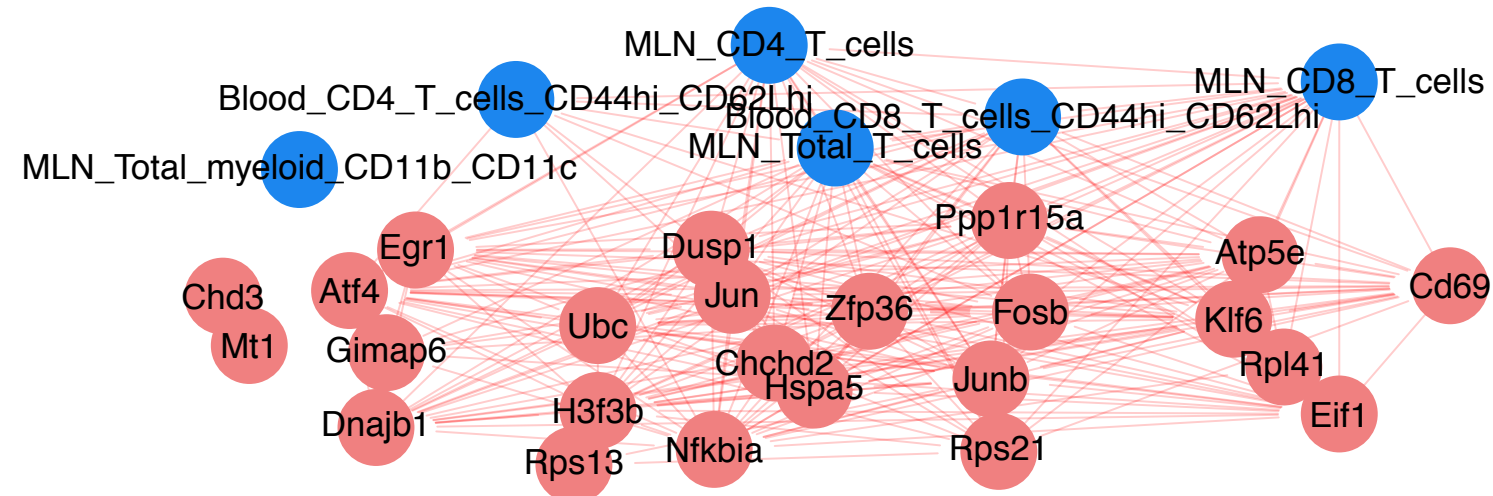 MLN_CD4_T_cells
MLN_CD8_T_cells
Blood_CD4_T_cells_CD44hi_CD62Lhi
Blood_CD8_T_cells_CD44hi_CD62Lhi
MLN_Total_T_cells
MLN_Total_myeloid_CD11b_CD11c
Ppp1r15a
Egr1
Dusp1
Atp5e
Chd3
Atf4
Jun
Zfp36
Fosb
Cd69
Ubc
Klf6
Mt1
Gimap6
Chchd2
Rpl41
Hspa5
Junb
H3f3b
Eif1
Dnajb1
Nfkbia
Rps21
Rps13